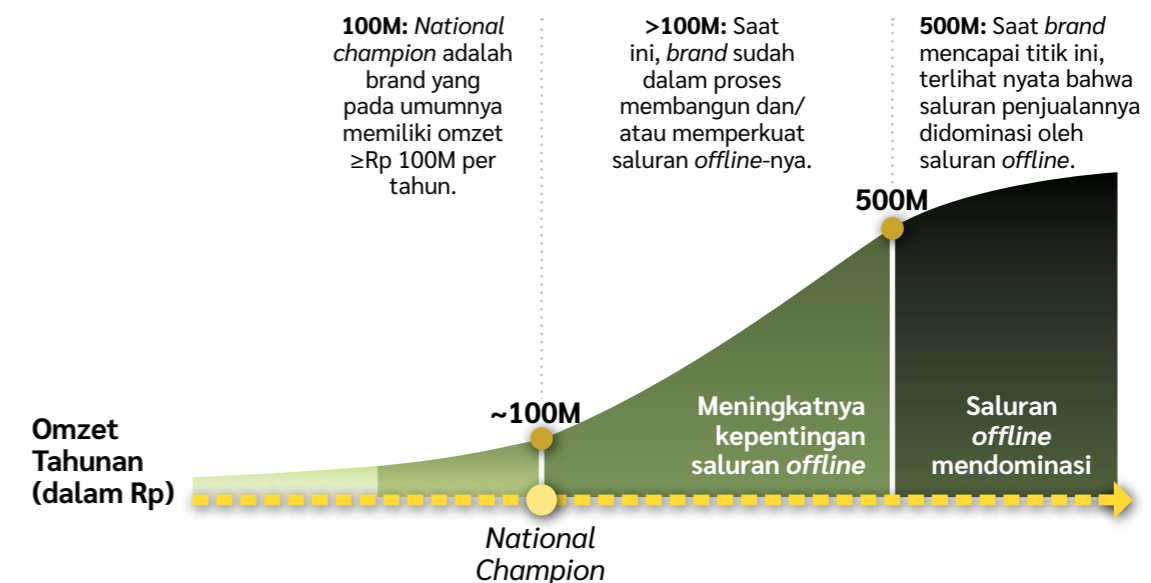 100M: National
champion adalah
brand yang
pada umumnya
memiliki omzet
≥Rp 100M per
tahun.
>100M: Saat
ini, brand sudah
dalam proses
membangun dan/
atau memperkuat
saluran offline-nya.
500M: Saat brand
mencapai titik ini,
terlihat nyata bahwa
saluran penjualannya
didominasi oleh
saluran offline.
500M
~100M
Meningkatnya
kepentingan
saluran offline
Saluran
offline
mendominasi
Omzet
Tahunan
(dalam Rp)
National
Champion